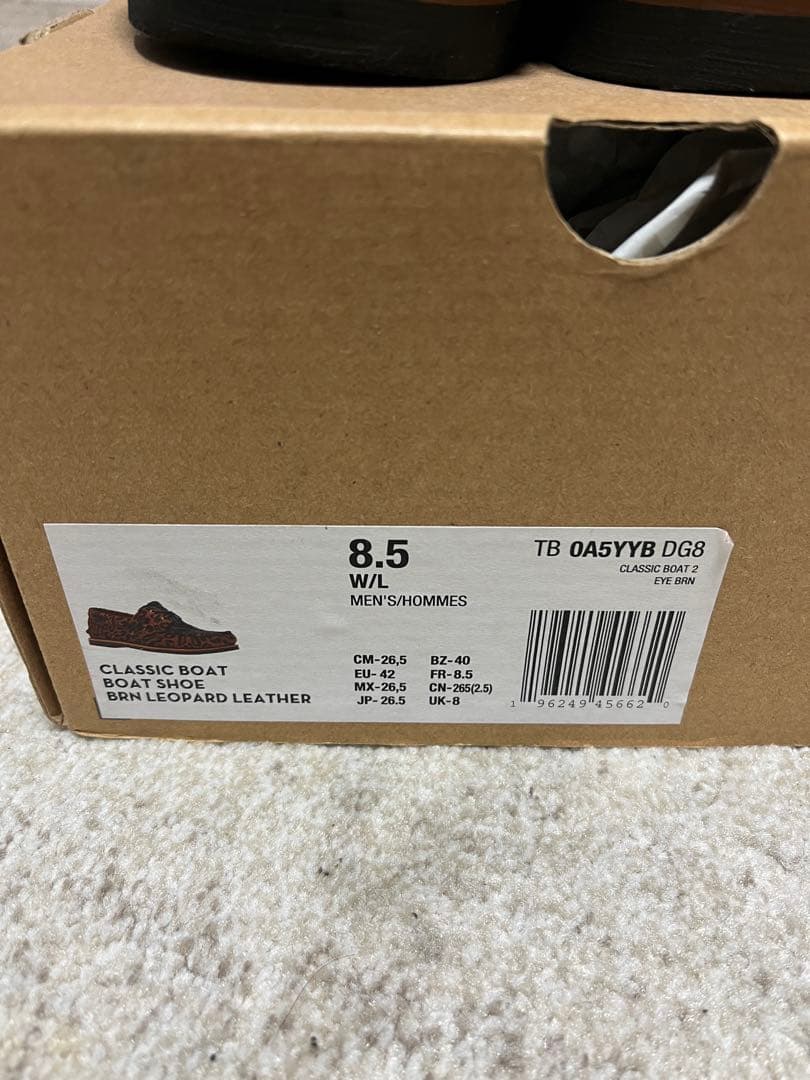 8.5
W/L
MEN'S/HOMMES
TB 0A5YYB DG8
CLASSIC BOAT 2
EYE BRN
CLASSIC BOAT
BOAT SHOE
BRN LEOPARD LEATHER
CM-26,5 BZ-40
EU- 42 FR-8.5
MX-26,5 CN-265(2.5)
JP- 26.5 UK-8
1 96249 45662 0